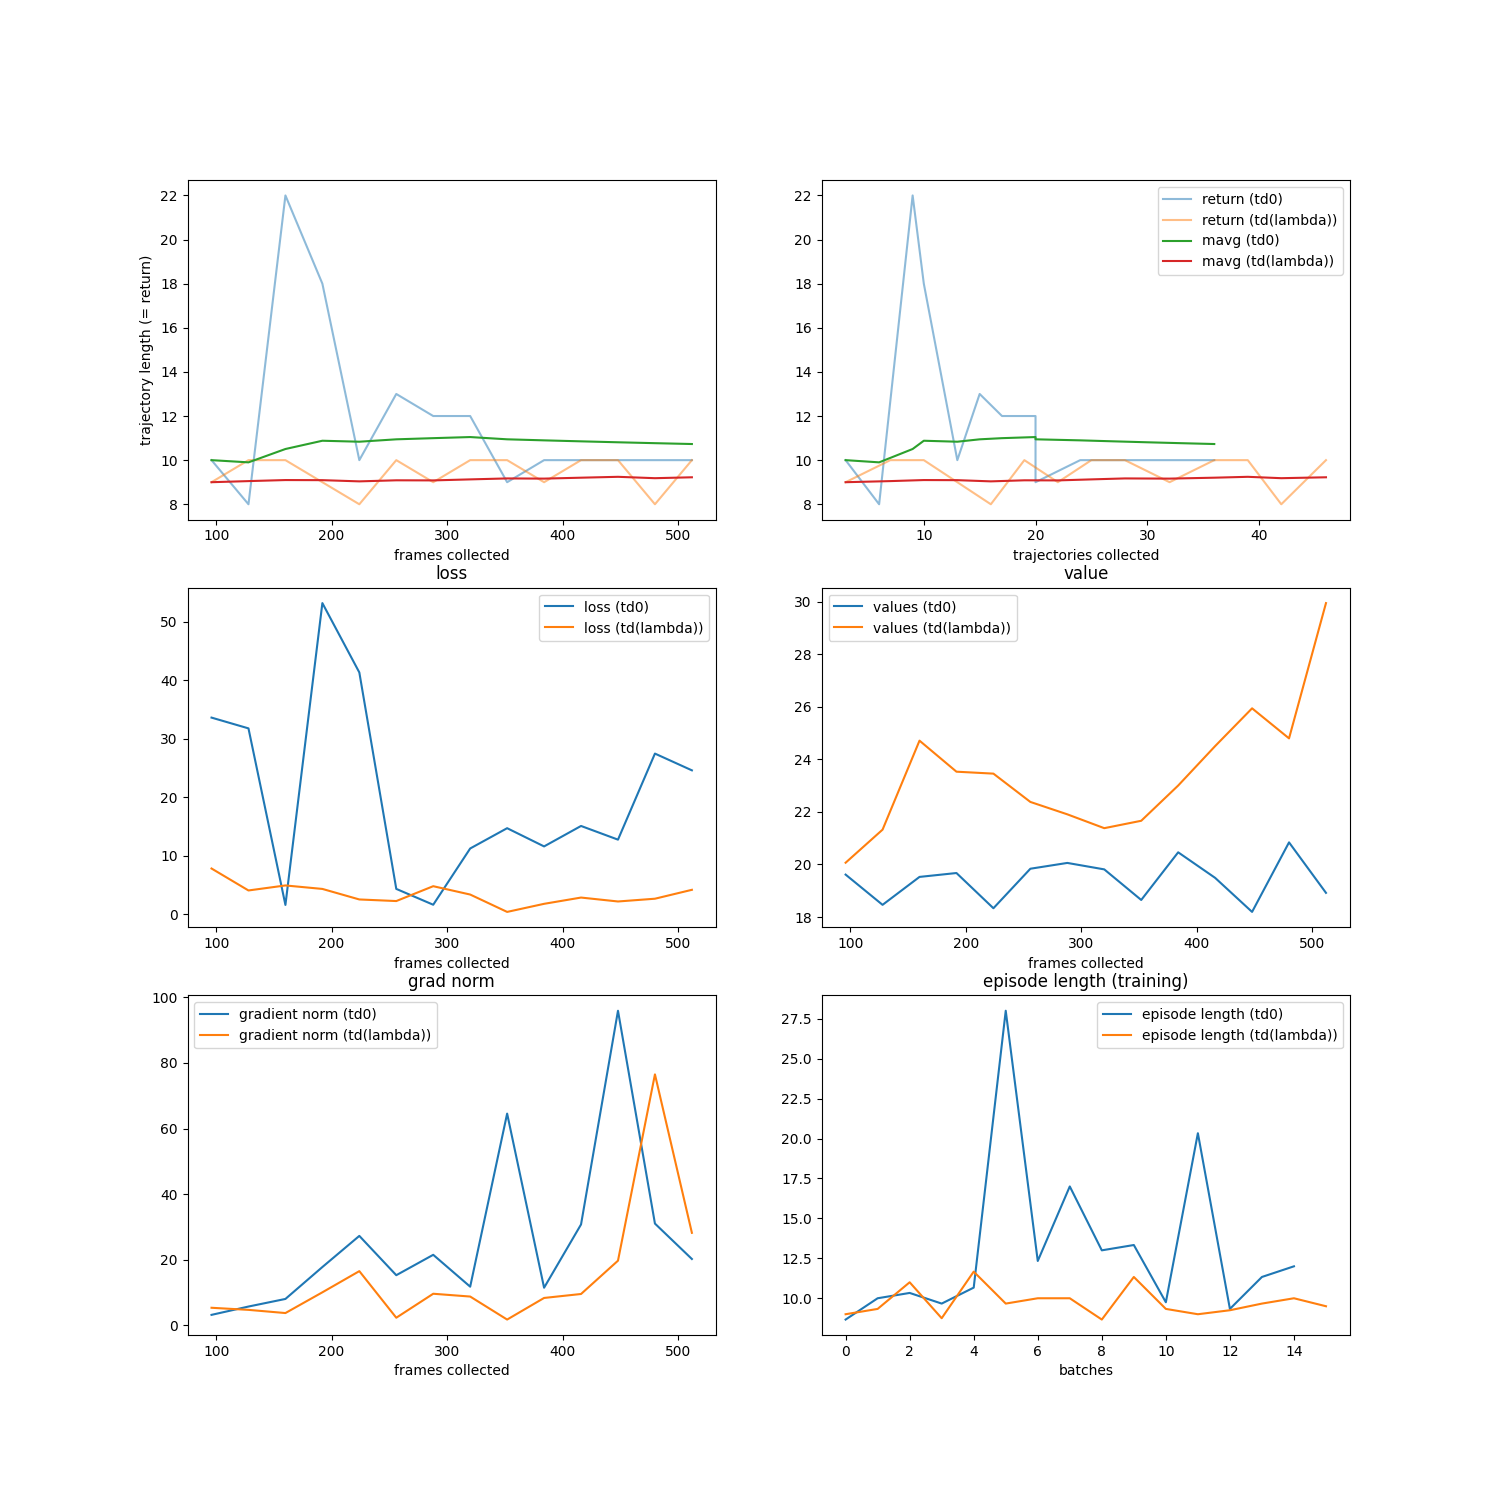 22
20
18
16
14
12
10
8
trajectory length (= return)
100 200 300 400 500
frames collected
22
20
18
16
14
12
10
8
return (td0)
return (td(lambda))
mavg (td0)
mavg (td(lambda))
10 20 30 40
trajectories collected
loss
50
40
30
20
10
0
loss (td0)
loss (td(lambda))
100 200 300 400 500
frames collected
value
30
28
26
24
22
20
18
values (td0)
values (td(lambda))
100 200 300 400 500
frames collected
grad norm
100
80
60
40
20
0
gradient norm (td0)
gradient norm (td(lambda))
100 200 300 400 500
frames collected
episode length (training)
27.5
25.0
22.5
20.0
17.5
15.0
12.5
10.0
episode length (td0)
episode length (td(lambda))
0 2 4 6 8 10 12 14
batches